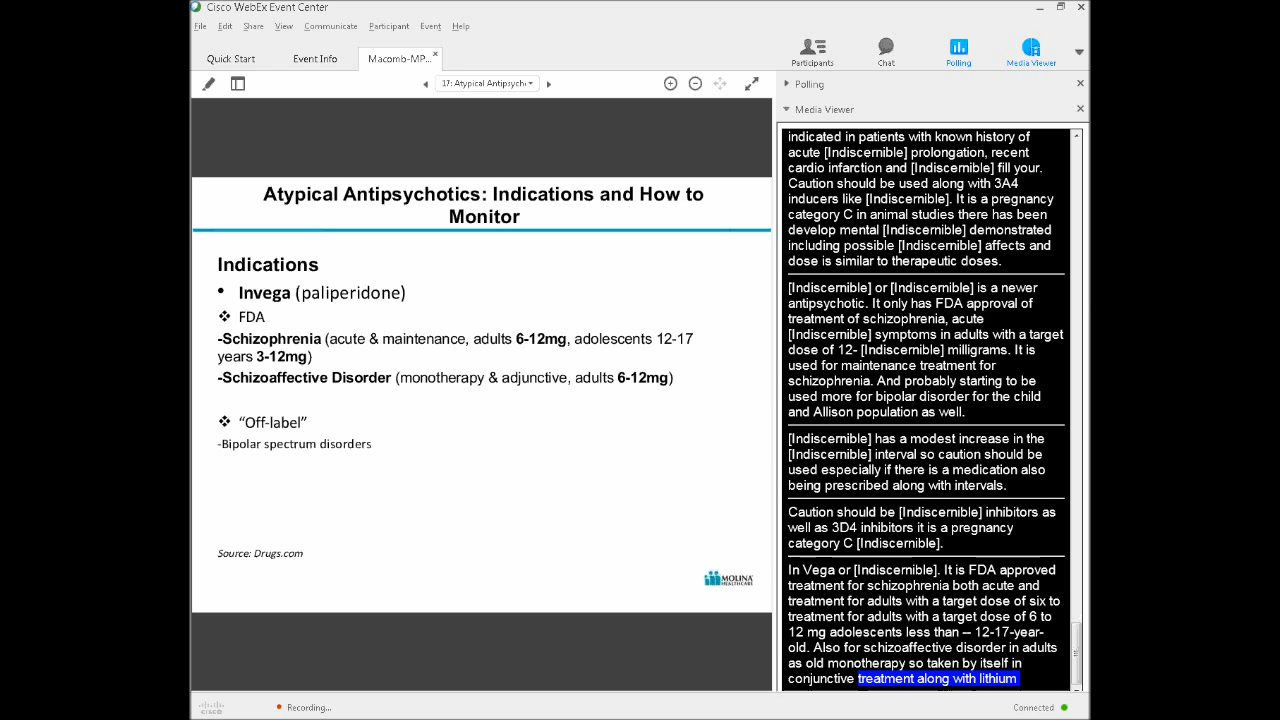 Cisco WebEx Event Center
File Edit Share View Communicate Participant Event Help
Quick Start Event Info Macomb-MP...
Participants Chat Polling Media Viewer
17: Atypical Antipsych
Polling
Media Viewer
Atypical Antipsychotics: Indications and How to
Monitor
Indications
• Invega (paliperidone)
❖ FDA
-Schizophrenia (acute & maintenance, adults 6-12mg, adolescents 12-17
years 3-12mg)
-Schizoaffective Disorder (monotherapy & adjunctive, adults 6-12mg)
❖ “Off-label”
-Bipolar spectrum disorders
Source: Drugs.com
MOLINA
HEALTHCARE
indicated in patients with known history of
acute [Indiscernible] prolongation, recent
cardio infarction and [Indiscernible] fill your.
Caution should be used along with 3A4
inducers like [Indiscernible]. It is a pregnancy
category C in animal studies there has been
develop mental [Indiscernible] demonstrated
including possible [Indiscernible] affects and
dose is similar to therapeutic doses.
[Indiscernible] or [Indiscernible] is a newer
antipsychotic. It only has FDA approval of
treatment of schizophrenia, acute
[Indiscernible] symptoms in adults with a target
dose of 12- [Indiscernible] milligrams. It is
used for maintenance treatment for
schizophrenia. And probably starting to be
used more for bipolar disorder for the child
and Allison population as well.
[Indiscernible] has a modest increase in the
[Indiscernible] interval so caution should be
used especially if there is a medication also
being prescribed along with intervals.
Caution should be [Indiscernible] inhibitors as
well as 3D4 inhibitors it is a pregnancy
category C [Indiscernible].
In Vega or [Indiscernible]. It is FDA approved
treatment for schizophrenia both acute and
treatment for adults with a target dose of six to
treatment for adults with a target dose of 6 to
12 mg adolescents less than -- 12-17-year-
old. Also for schizoaffective disorder in adults
as old monotherapy so taken by itself in
conjunctive treatment along with lithium
cisco
Recording...
Connected